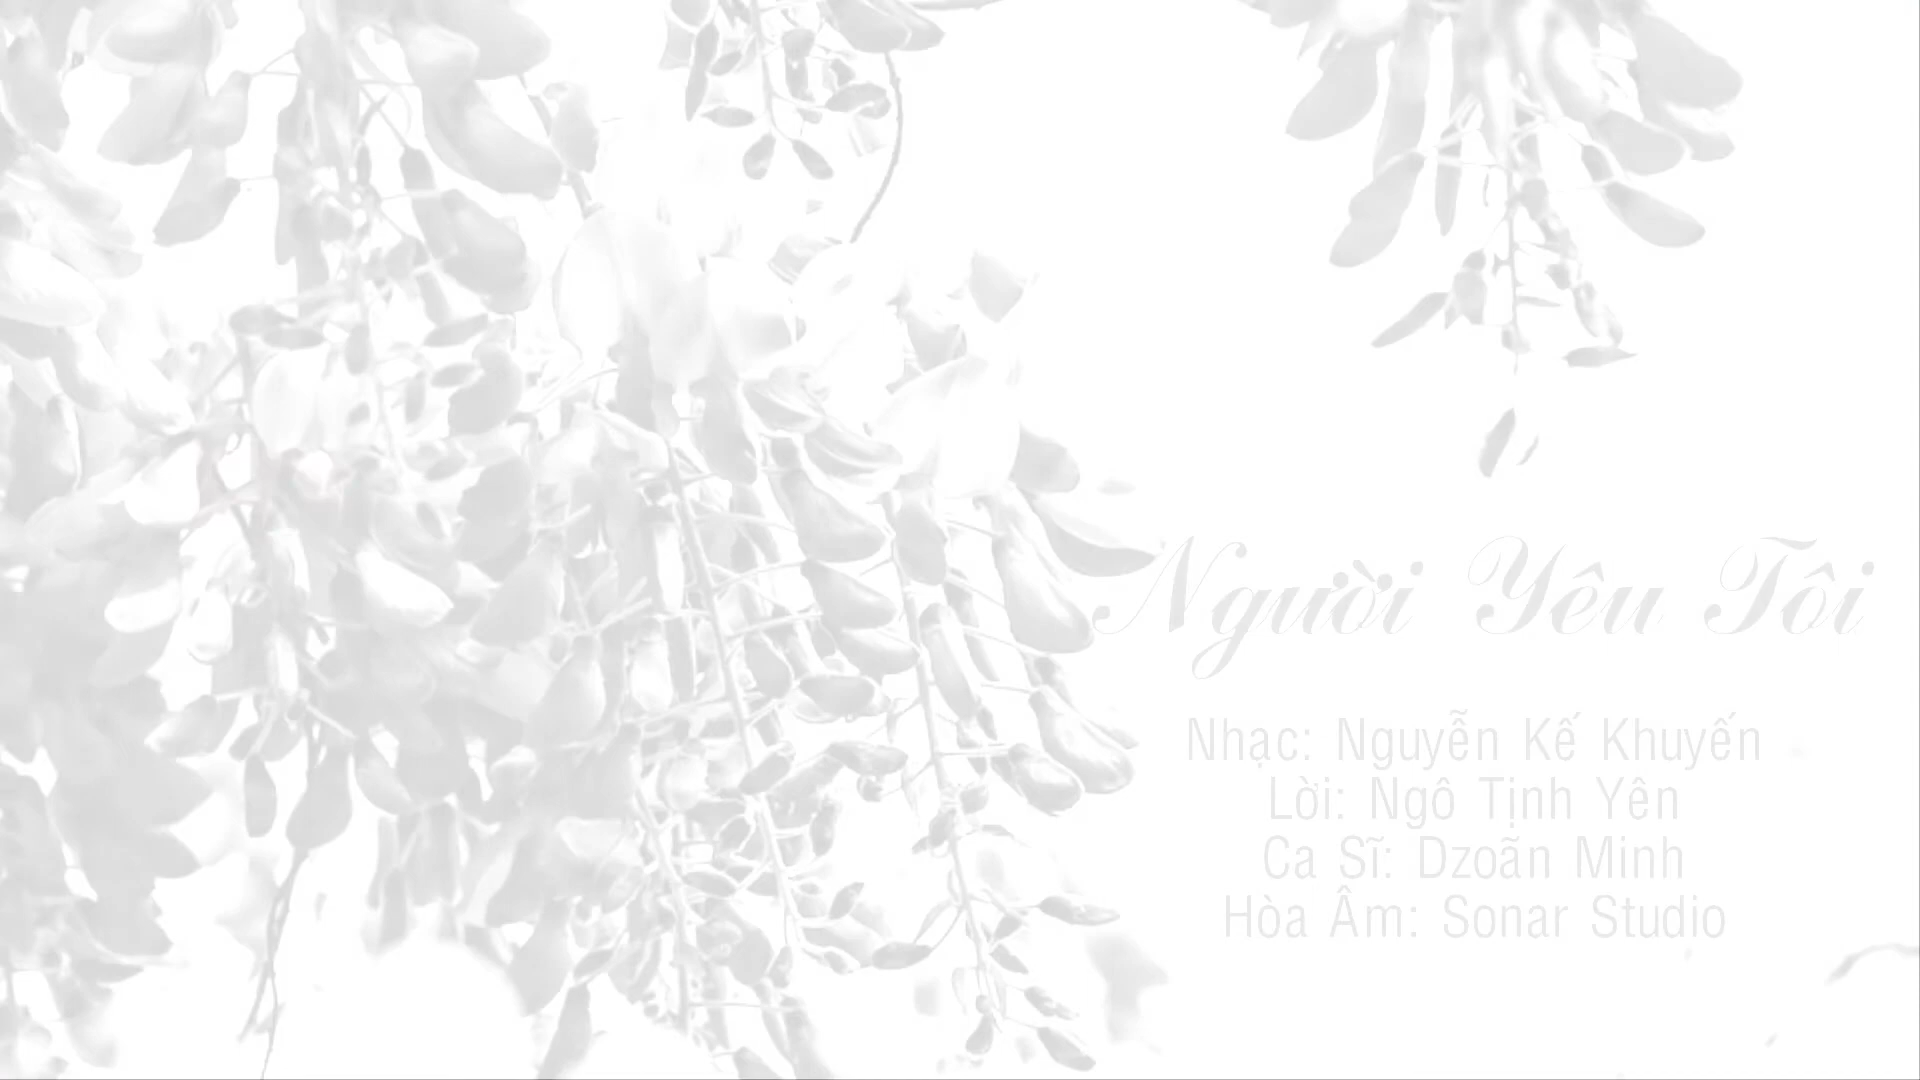 Người Yêu Tôi
Nhạc: Nguyễn Kế Khuyến
Lời: Ngô Tịnh Yên
Ca Sĩ: Dzoãn Minh
Hòa Âm: Sonar Studio